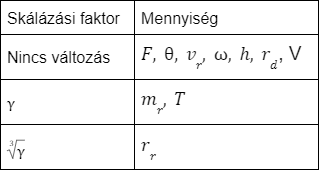 Skálázási faktor Mennyiség
Nincs változás F, θ, v_r, ω, h, r_d, V
γ m_r, T
∛γ r_r